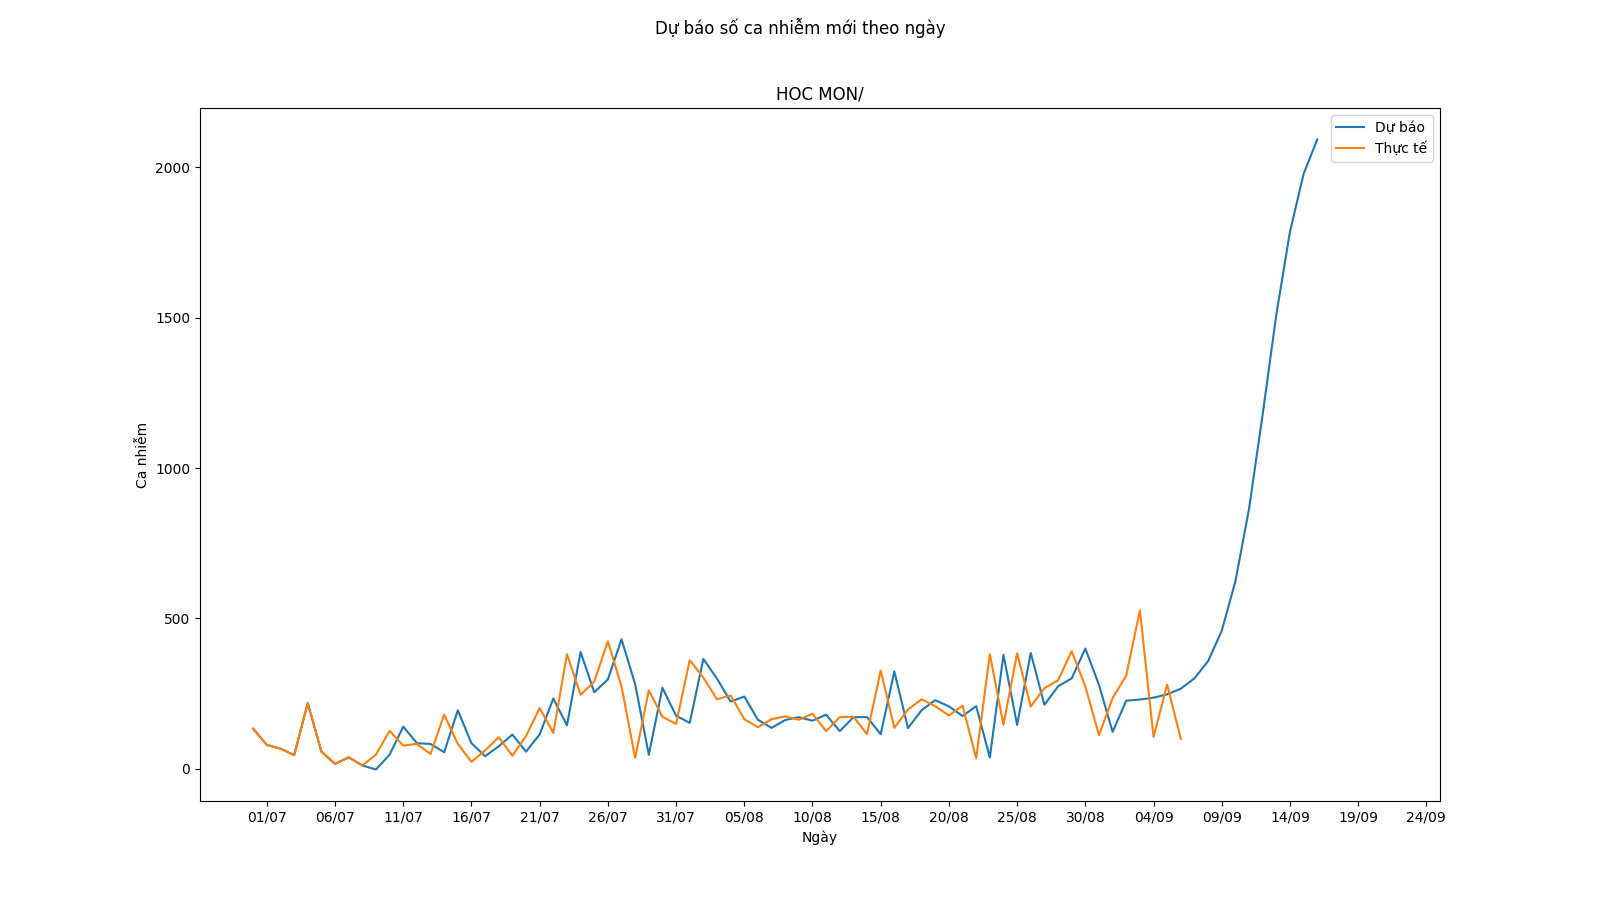 Dự báo số ca nhiễm mới theo ngày
HOC MON/
Dự báo
Thực tế
2000
1500
1000
500
0
Ca nhiễm
01/07 06/07 11/07 16/07 21/07 26/07 31/07 05/08 10/08 15/08 20/08 25/08 30/08 04/09 09/09 14/09 19/09 24/09
Ngày